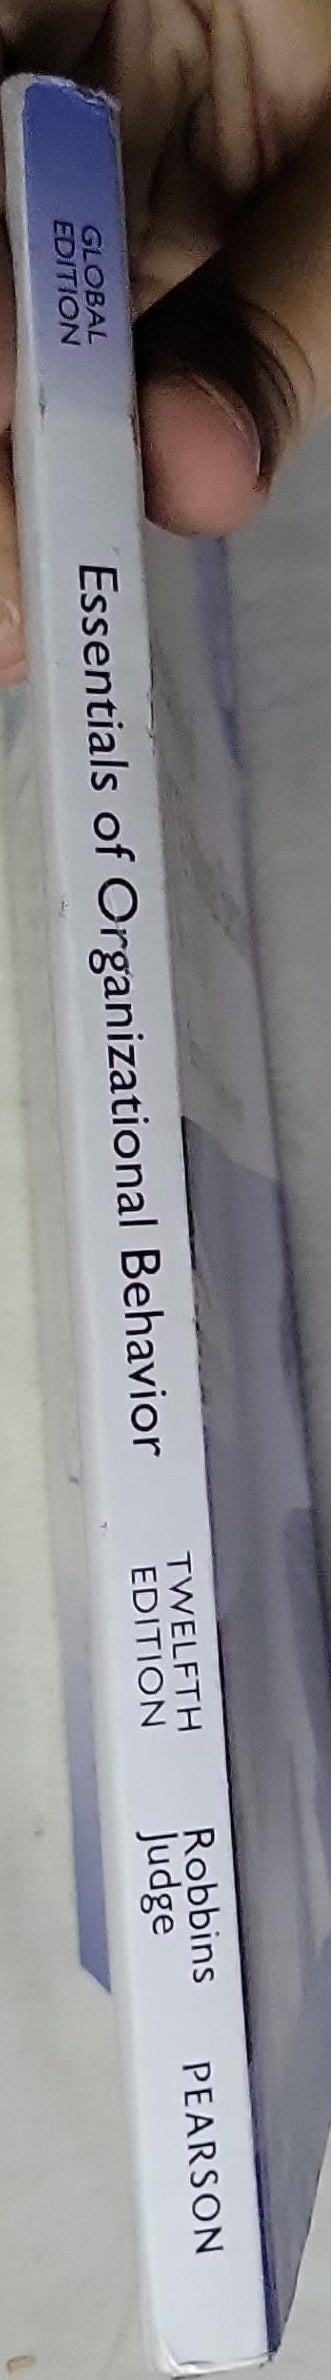 GLOBAL
EDITION
Essentials of Organizational Behavior
TWELFTH
EDITION
Robbins
Judge
PEARSON